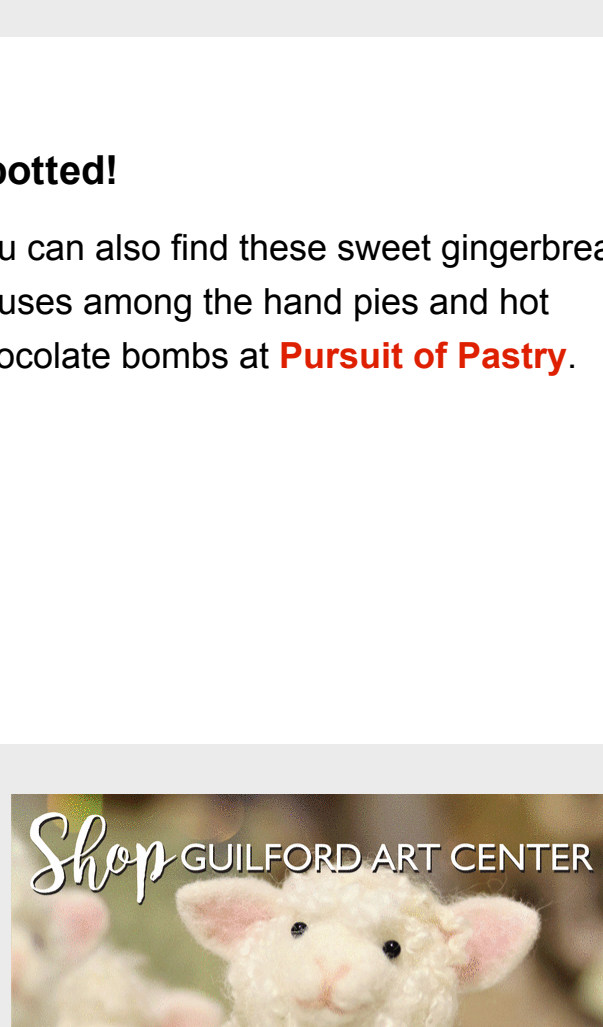 potted!
u can also find these sweet gingerbrea
uses among the hand pies and hot
ocolate bombs at Pursuit of Pastry.
Shop GUILFORD ART CENTER